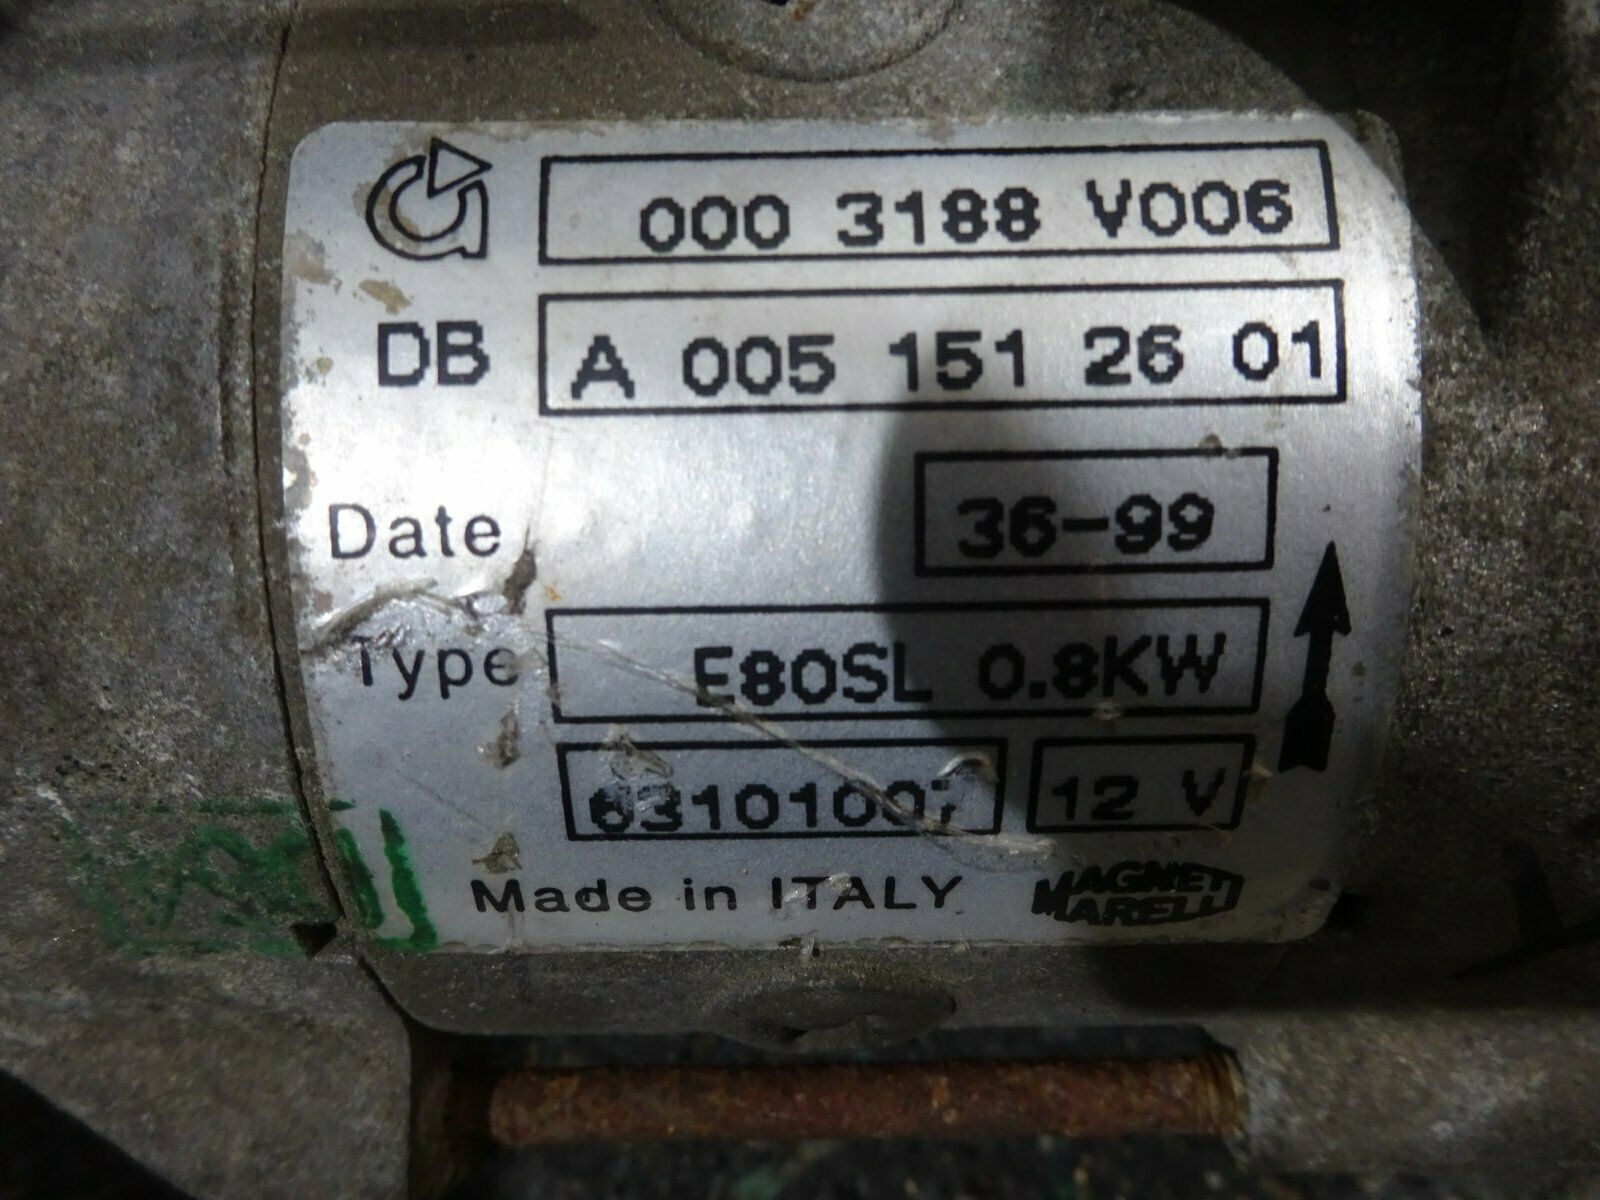 000 3188 V006
DB A 005 151 26 01
Date 36-99
Type E80SL 0.8KW
63101007 12 V
Made in ITALY MAGNETI MARELLI